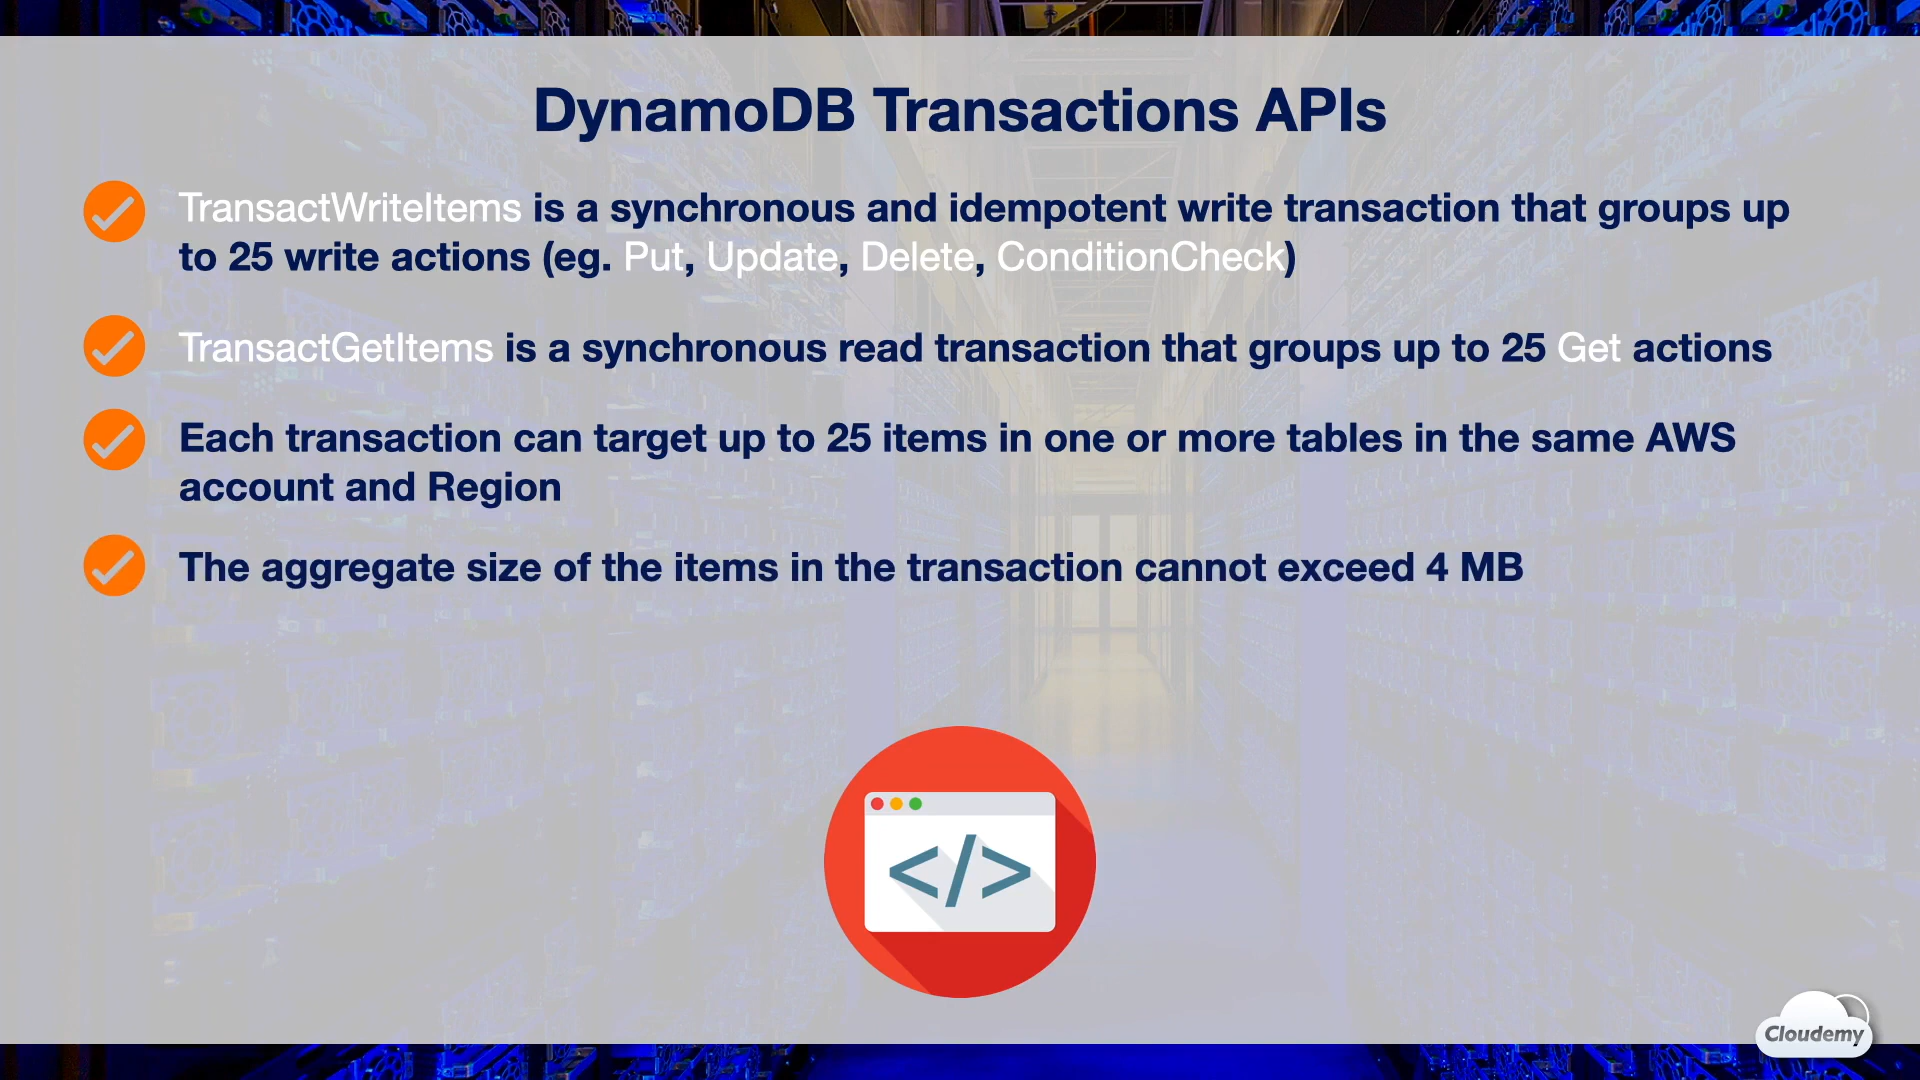 DynamoDB Transactions APIs
TransactWriteItems is a synchronous and idempotent write transaction that groups up
to 25 write actions (eg. Put, Update, Delete, ConditionCheck)
TransactGetItems is a synchronous read transaction that groups up to 25 Get actions
Each transaction can target up to 25 items in one or more tables in the same AWS
account and Region
The aggregate size of the items in the transaction cannot exceed 4 MB
</>
Cloudemy